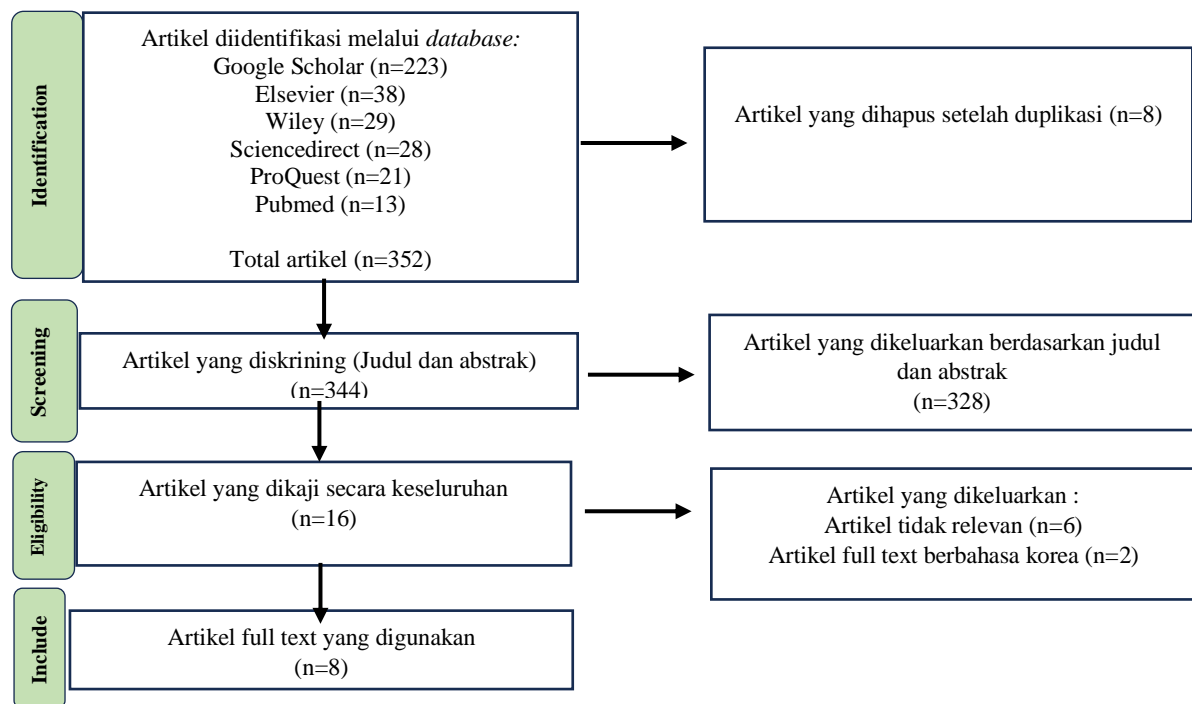 Identification
Artikel diidentifikasi melalui database:
Google Scholar (n=223)
Elsevier (n=38)
Wiley (n=29)
Sciencedirect (n=28)
ProQuest (n=21)
Pubmed (n=13)
Total artikel (n=352)
Artikel yang dihapus setelah duplikasi (n=8)
Screening
Artikel yang diskrining (Judul dan abstrak)
(n=344)
Artikel yang dikeluarkan berdasarkan judul
dan abstrak
(n=328)
Eligibility
Artikel yang dikaji secara keseluruhan
(n=16)
Artikel yang dikeluarkan :
Artikel tidak relevan (n=6)
Artikel full text berbahasa korea (n=2)
Include
Artikel full text yang digunakan
(n=8)